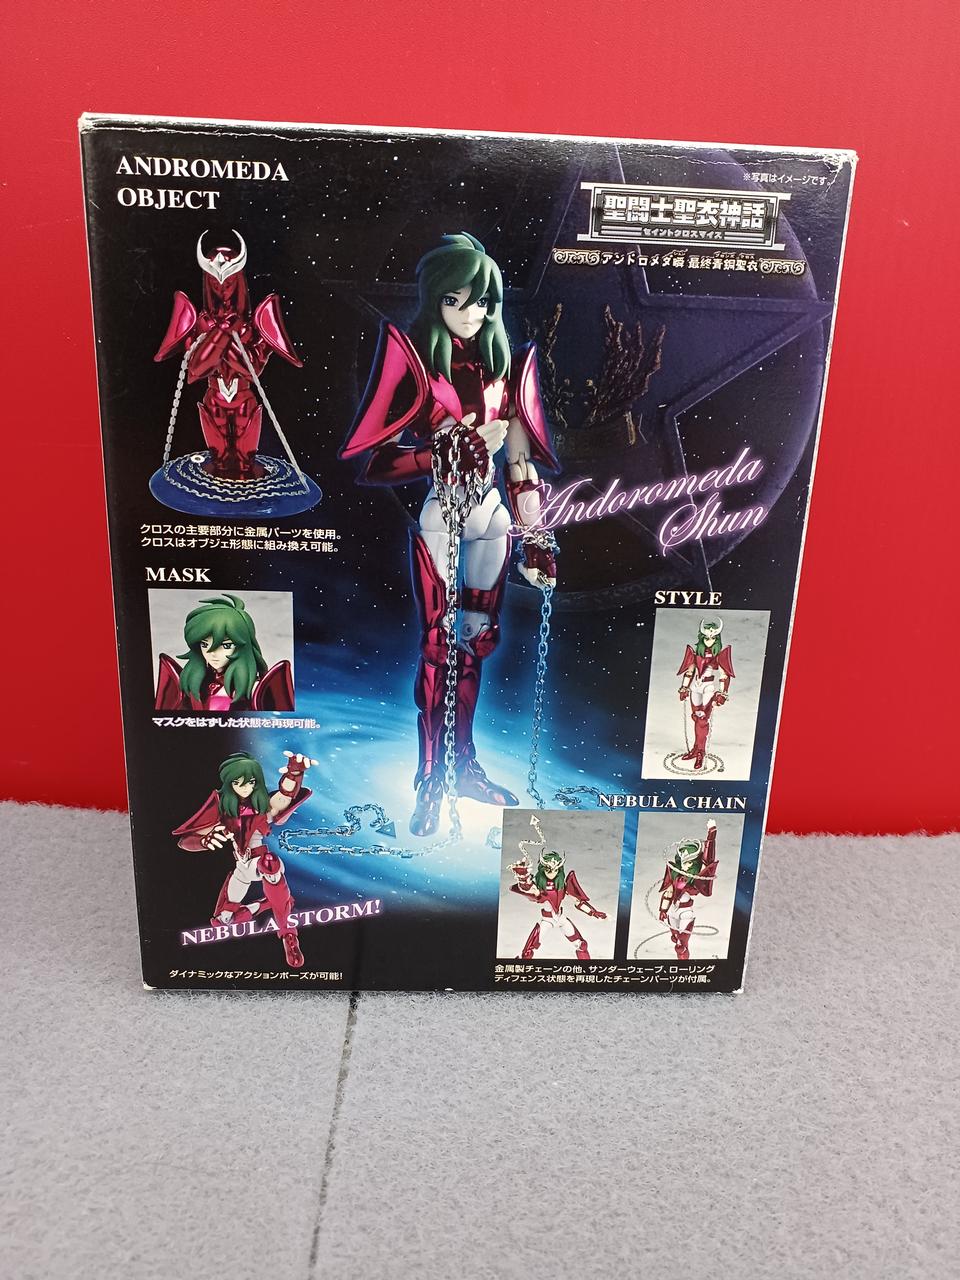 ANDROMEDA
OBJECT
※写真はイメージです。
聖闘士聖衣神話
セイントクロスマイス
アンドロメダ瞬 最終青銅聖衣
Andoromeda
Shun
クロスの主要部分に金属パーツを使用。
クロスはオブジェ形態に組み換え可能。
MASK
マスクをはずした状態を再現可能。
STYLE
NEBULA CHAIN
NEBULA STORM!
ダイナミックなアクションポーズが可能!
金属製チェーンの他、サンダーウェーブ、ローリング
ディフェンス状態を再現したチェーンパーツが付属。